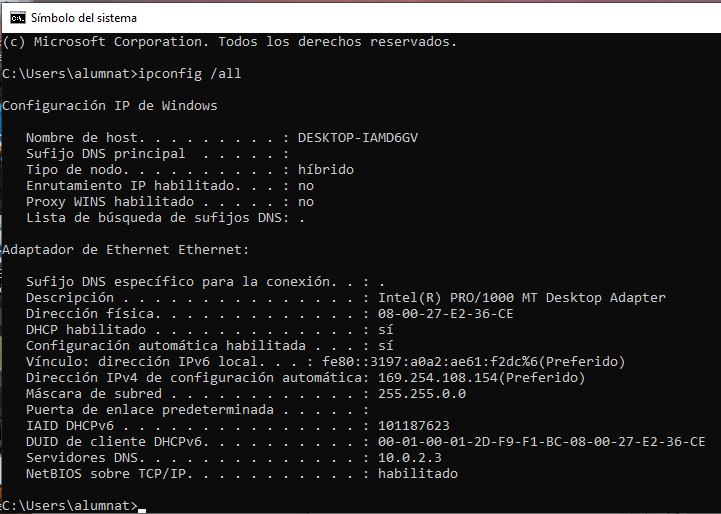 Símbolo del sistema
(c) Microsoft Corporation. Todos los derechos reservados.
C:\Users\alumnat>ipconfig /all
Configuración IP de Windows
Nombre de host. . . . . . . . . : DESKTOP-IAMD6GV
Sufijo DNS principal  . . . . . :
Tipo de nodo. . . . . . . . . . : híbrido
Enrutamiento IP habilitado. . . : no
Proxy WINS habilitado . . . . . : no
Lista de búsqueda de sufijos DNS: .
Adaptador de Ethernet Ethernet:
Sufijo DNS específico para la conexión. . : .
Descripción . . . . . . . . . . . . . . . : Intel(R) PRO/1000 MT Desktop Adapter
Dirección física. . . . . . . . . . . . . : 08-00-27-E2-36-CE
DHCP habilitado . . . . . . . . . . . . . : sí
Configuración automática habilitada . . . : sí
Vínculo: dirección IPv6 local. . . : fe80::3197:a0a2:ae61:f2dc%6(Preferido)
Dirección IPv4 de configuración automática: 169.254.108.154(Preferido)
Máscara de subred . . . . . . . . . . . . : 255.255.0.0
Puerta de enlace predeterminada . . . . . :
IAID DHCPv6 . . . . . . . . . . . . . . . : 101187623
DUID de cliente DHCPv6. . . . . . . . . . : 00-01-00-01-2D-F9-F1-BC-08-00-27-E2-36-CE
Servidores DNS. . . . . . . . . . . . . . : 10.0.2.3
NetBIOS sobre TCP/IP. . . . . . . . . . . : habilitado
C:\Users\alumnat>